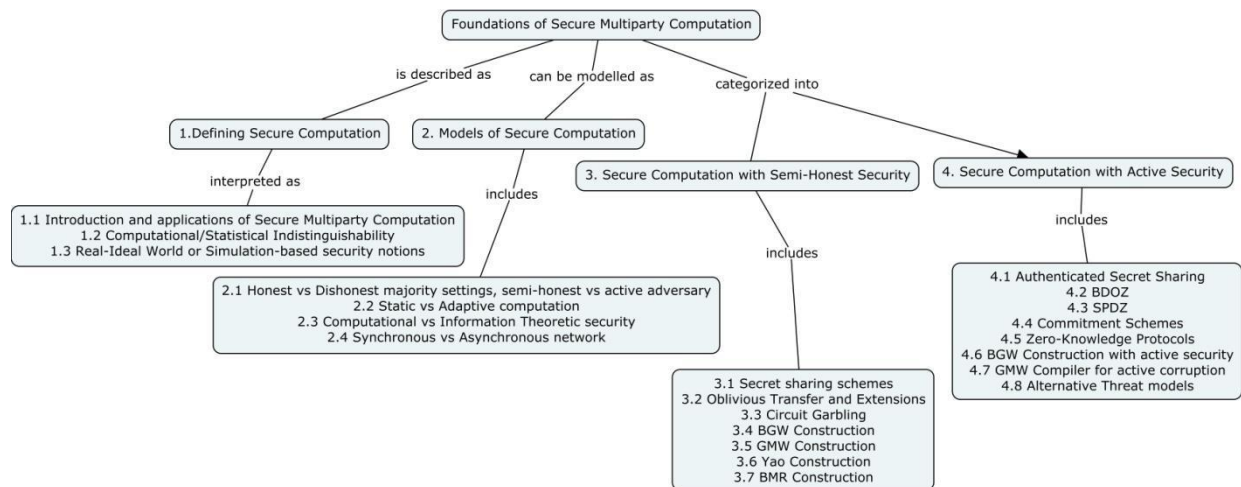 Foundations of Secure Multiparty Computation
is described as
can be modelled as
categorized into
1.Defining Secure Computation
2. Models of Secure Computation
3. Secure Computation with Semi-Honest Security
4. Secure Computation with Active Security
interpreted as
includes
includes
includes
1.1 Introduction and applications of Secure Multiparty Computation
1.2 Computational/Statistical Indistinguishability
1.3 Real-Ideal World or Simulation-based security notions
2.1 Honest vs Dishonest majority settings, semi-honest vs active adversary
2.2 Static vs Adaptive computation
2.3 Computational vs Information Theoretic security
2.4 Synchronous vs Asynchronous network
3.1 Secret sharing schemes
3.2 Oblivious Transfer and Extensions
3.3 Circuit Garbling
3.4 BGW Construction
3.5 GMW Construction
3.6 Yao Construction
3.7 BMR Construction
4.1 Authenticated Secret Sharing
4.2 BDOZ
4.3 SPDZ
4.4 Commitment Schemes
4.5 Zero-Knowledge Protocols
4.6 BGW Construction with active security
4.7 GMW Compiler for active corruption
4.8 Alternative Threat models